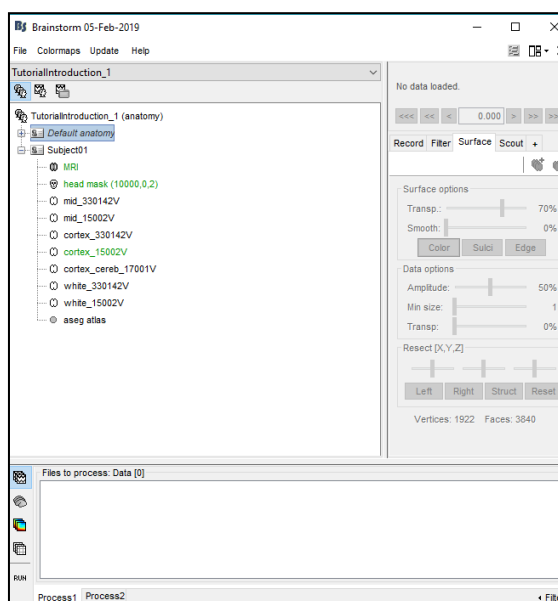 Brainstorm 05-Feb-2019
File Colormaps Update Help
TutorialIntroduction_1
TutorialIntroduction_1 (anatomy)
Default anatomy
Subject01
MRI
head mask (10000,0,2)
mid_330142V
mid_15002V
cortex_330142V
cortex_15002V
cortex_cereb_17001V
white_330142V
white_15002V
aseg atlas
No data loaded.
<<< << < 0.000 > >> >>
Record Filter Surface Scout +
Surface options
Transp.: 70%
Smooth: 0%
Color Sulci Edge
Data options
Amplitude: 50%
Min size: 1
Transp: 0%
Resect [X,Y,Z]
Left Right Struct Reset
Vertices: 1922 Faces: 3840
Files to process: Data [0]
RUN
Process1 Process2
Filte